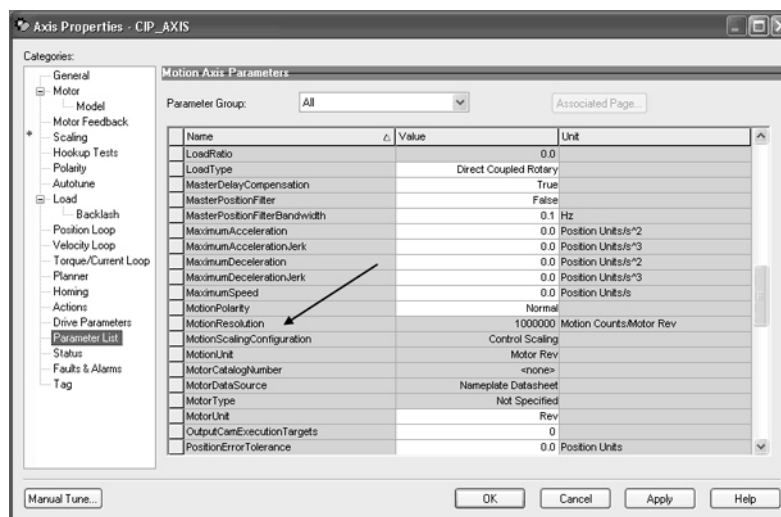 Axis Properties - CIP_AXIS
Categories:
General
Motor
Model
Motor Feedback
* Scaling
Hookup Tests
Polarity
Autotune
Load
Backlash
Position Loop
Velocity Loop
Torque/Current Loop
Planner
Homing
Actions
Drive Parameters
Parameter List
Status
Faults & Alarms
Tag
Motion Axis Parameters
Parameter Group: All Associated Page...
Name Value Unit
LoadRatio 0.0
LoadType Direct Coupled Rotary
MasterDelayCompensation True
MasterPositionFilter False
MasterPositionFilterBandwidth 0.1 Hz
MaximumAcceleration 0.0 Position Units/s^2
MaximumAccelerationJerk 0.0 Position Units/s^3
MaximumDeceleration 0.0 Position Units/s^2
MaximumDecelerationJerk 0.0 Position Units/s^3
MaximumSpeed 0.0 Position Units/s
MotionPolarity Normal
MotionResolution 1000000 Motion Counts/Motor Rev
MotionScalingConfiguration Control Scaling
MotionUnit Motor Rev
MotorCatalogNumber <none>
MotorDataSource Nameplate Datasheet
MotorType Not Specified
MotorUnit Rev
OutputCamExecutionTargets 0
PositionErrorTolerance 0.0 Position Units
Manual Tune... OK Cancel Apply Help